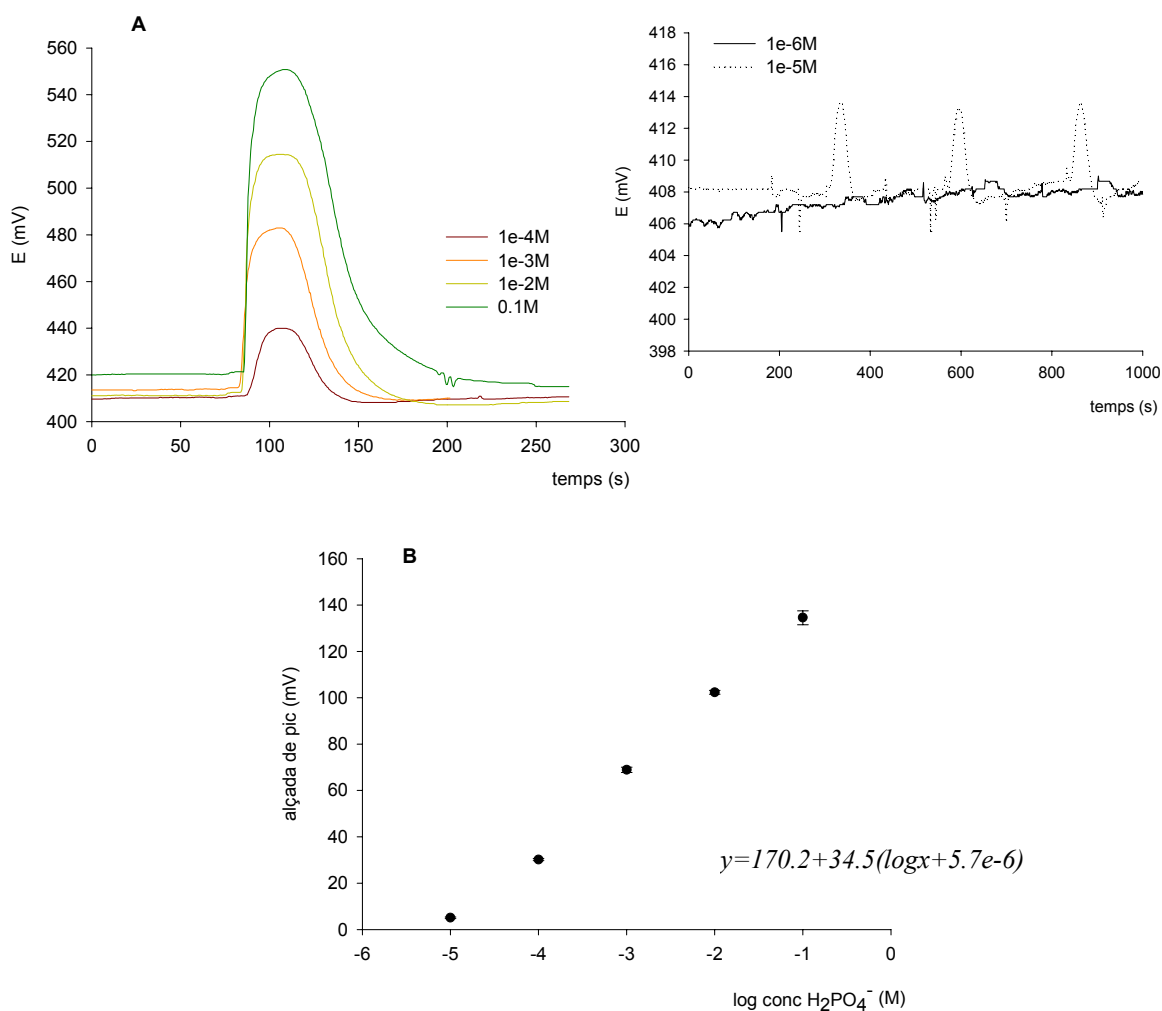 A
560
540
520
500
480
460
440
420
400
E (mV)
0 50 100 150 200 250 300
temps (s)
1e-4M
1e-3M
1e-2M
0.1M
418
416
414
412
410
408
406
404
402
400
398
E (mV)
0 200 400 600 800 1000
temps (s)
1e-6M
1e-5M
B
160
140
120
100
80
60
40
20
0
alçada de pic (mV)
y=170.2+34.5(logx+5.7e-6)
-6 -5 -4 -3 -2 -1 0
log conc H₂PO₄⁻ (M)